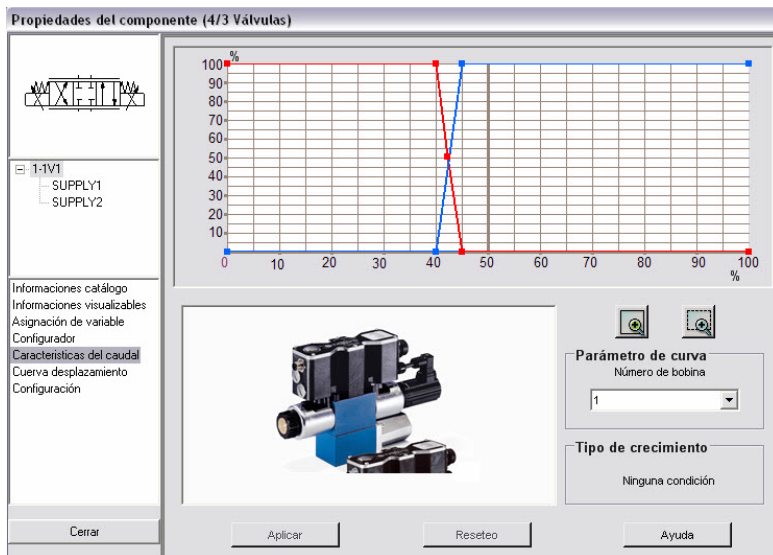 Propiedades del componente (4/3 Válvulas)
1-1V1
SUPPLY1
SUPPLY2
Informaciones catálogo
Informaciones visualizables
Asignación de variable
Configurador
Caracteristicas del caudal
Cuerva desplazamiento
Configuración
Cerrar
%
100
90
80
70
60
50
40
30
20
10
0 10 20 30 40 50 60 70 80 90 100
%
Parámetro de curva
Número de bobina
1
Tipo de crecimiento
Ninguna condición
Aplicar Reseteo Ayuda